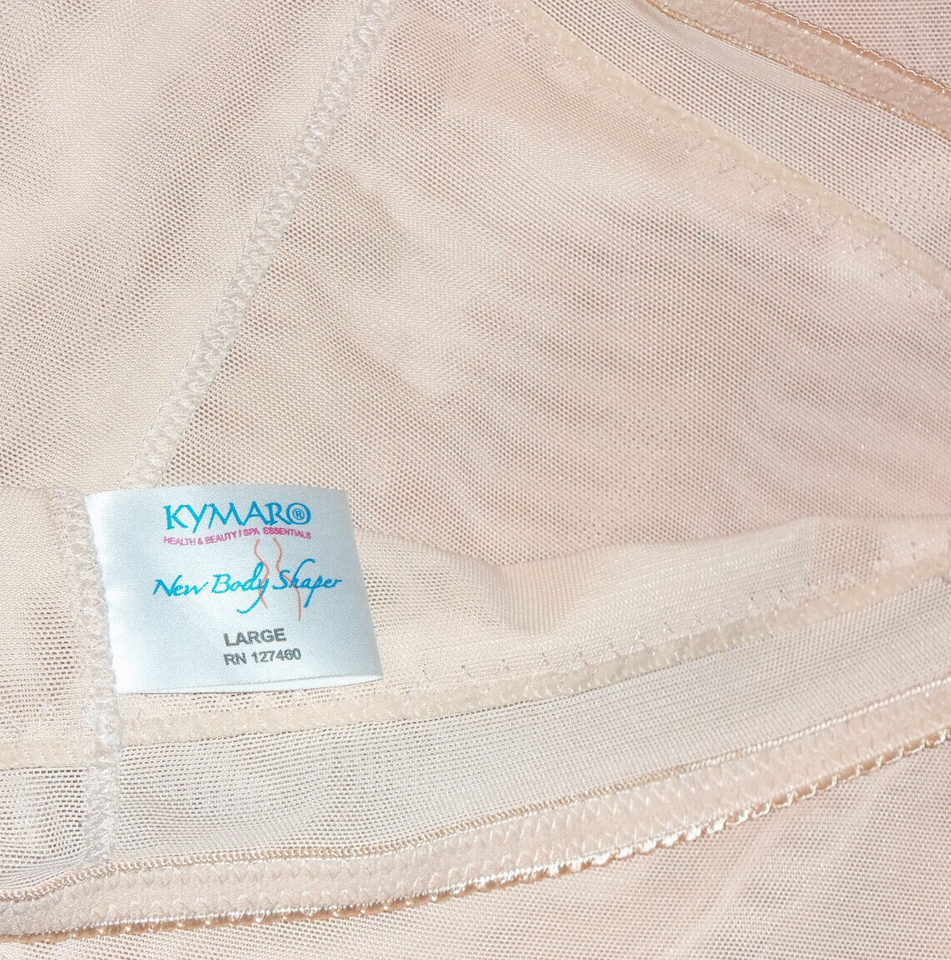 KYMARO®
HEALTH & BEAUTY / SPA ESSENTIALS
New Body Shaper
LARGE
RN 127460